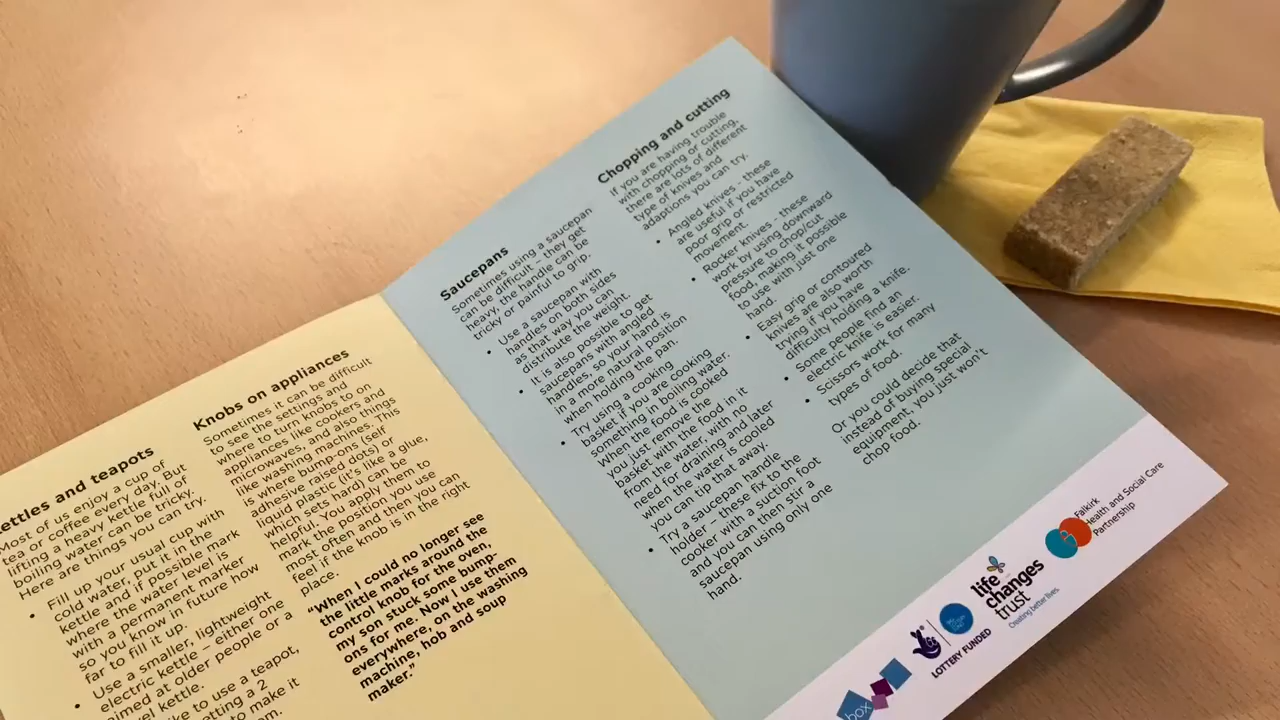 Kettles and teapots
Most of us enjoy a cup of
tea or coffee every day, but
lifting a heavy kettle full of
boiling water can be tricky.
Here are things you can try.
• Fill up your usual cup with
cold water, put it in the
kettle and if possible mark
where the water level is
with a permanent marker
so you know in future how
far to fill it up.
• Use a smaller, lightweight
electric kettle – either one
aimed at older people or a
vel kettle.
ke to use a teapot,
etting a 2
to make it
Knobs on appliances
Sometimes it can be difficult
to see the settings and
where to turn knobs to on
appliances like cookers and
microwaves, and also things
like washing machines. This
is where bump-ons (self
adhesive raised dots) or
liquid plastic (it's like a glue,
which sets hard) can be
helpful. You apply them to
mark the position you use
most often and then you can
feel if the knob is in the right
place.
"When I could no longer see
the little marks around the
control knob for the oven,
my son stuck some bump-
ons for me. Now I use them
everywhere, on the washing
machine, hob and soup
maker."
Saucepans
Sometimes using a saucepan
can be difficult – they get
heavy, the handle can be
tricky or painful to grip.
• Use a saucepan with
handles on both sides
as that way you can
distribute the weight.
• It is also possible to get
saucepans with angled
handles, so your hand is
in a more natural position
when holding the pan.
• Try using a cooking
basket if you are cooking
something in boiling water.
When the food is cooked
you just remove the
basket with the food in it
from the water, with no
need for draining and later
when the water is cooled
you can tip that away.
• Try a saucepan handle
holder – these fix to the
cooker with a suction foot
and you can then stir a
saucepan using only one
hand.
Chopping and cutting
If you are having trouble
with chopping or cutting,
there are lots of different
type of knives and
adaptions you can try.
• Angled knives - these
are useful if you have
poor grip or restricted
movement.
• Rocker knives - these
work by using downward
pressure to chop/cut
food, making it possible
to use with just one
hand.
• Easy grip or contoured
knives are also worth
trying if you have
difficulty holding a knife.
• Some people find an
electric knife is easier.
• Scissors work for many
types of food.
Or you could decide that
instead of buying special
equipment, you just won't
chop food.
box
LOTTERY FUNDED
life
changes
trust
Creating better lives.
Falkirk
Health and Social Care
Partnership